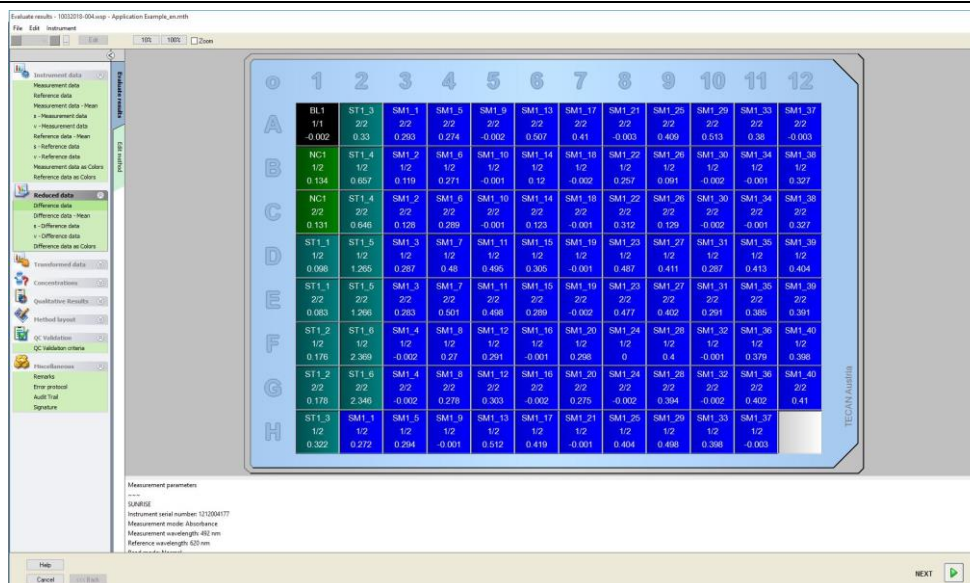 Evaluate results - 10032018-004.wsp - Application Example_en.mth
File Edit Instrument
Edit 10% 100% Zoom
Instrument data
Measurement data
Reference data
Measurement data - Mean
s - Measurement data
v - Measurement data
Reference data - Mean
s - Reference data
v - Reference data
Measurement data as Colors
Reference data as Colors
Reduced data
Difference data
Difference data - Mean
s - Difference data
v - Difference data
Difference data as Colors
Transformed data
Concentrations
Qualitative Results
Method layout
QC Validation
QC Validation criteria
Miscellaneous
Remarks
Error protocol
Audit Trail
Signature
Evaluate results
Edit method
o 1 2 3 4 5 6 7 8 9 10 11 12
A
BL1 ST1_3 SM1_1 SM1_5 SM1_9 SM1_13 SM1_17 SM1_21 SM1_25 SM1_29 SM1_33 SM1_37
1/1 2/2 2/2 2/2 2/2 2/2 2/2 2/2 2/2 2/2 2/2 2/2
-0.002 0.33 0.293 0.274 -0.002 0.507 0.41 -0.003 0.409 0.513 0.38 -0.003
B
NC1 ST1_4 SM1_2 SM1_6 SM1_10 SM1_14 SM1_18 SM1_22 SM1_26 SM1_30 SM1_34 SM1_38
1/2 1/2 1/2 1/2 1/2 1/2 1/2 1/2 1/2 1/2 1/2 1/2
0.134 0.657 0.119 0.271 -0.001 0.12 -0.002 0.257 0.091 -0.002 -0.001 0.327
C
NC1 ST1_4 SM1_2 SM1_6 SM1_10 SM1_14 SM1_18 SM1_22 SM1_26 SM1_30 SM1_34 SM1_38
2/2 2/2 2/2 2/2 2/2 2/2 2/2 2/2 2/2 2/2 2/2 2/2
0.131 0.646 0.128 0.289 -0.001 0.123 -0.001 0.312 0.129 -0.002 -0.001 0.327
D
ST1_1 ST1_5 SM1_3 SM1_7 SM1_11 SM1_15 SM1_19 SM1_23 SM1_27 SM1_31 SM1_35 SM1_39
1/2 1/2 1/2 1/2 1/2 1/2 1/2 1/2 1/2 1/2 1/2 1/2
0.098 1.265 0.287 0.48 0.495 0.305 -0.001 0.487 0.411 0.287 0.413 0.404
E
ST1_1 ST1_5 SM1_3 SM1_7 SM1_11 SM1_15 SM1_19 SM1_23 SM1_27 SM1_31 SM1_35 SM1_39
2/2 2/2 2/2 2/2 2/2 2/2 2/2 2/2 2/2 2/2 2/2 2/2
0.083 1.266 0.283 0.501 0.498 0.289 -0.002 0.477 0.402 0.291 0.385 0.391
F
ST1_2 ST1_6 SM1_4 SM1_8 SM1_12 SM1_16 SM1_20 SM1_24 SM1_28 SM1_32 SM1_36 SM1_40
1/2 1/2 1/2 1/2 1/2 1/2 1/2 1/2 1/2 1/2 1/2 1/2
0.176 2.369 -0.002 0.27 0.291 -0.001 0.298 0 0.4 -0.001 0.379 0.398
G
ST1_2 ST1_6 SM1_4 SM1_8 SM1_12 SM1_16 SM1_20 SM1_24 SM1_28 SM1_32 SM1_36 SM1_40
2/2 2/2 2/2 2/2 2/2 2/2 2/2 2/2 2/2 2/2 2/2 2/2
0.178 2.346 -0.002 0.278 0.303 -0.002 0.275 -0.002 0.394 -0.002 0.402 0.41
H
ST1_3 SM1_1 SM1_5 SM1_9 SM1_13 SM1_17 SM1_21 SM1_25 SM1_29 SM1_33 SM1_37
1/2 1/2 1/2 1/2 1/2 1/2 1/2 1/2 1/2 1/2 1/2
0.322 0.272 0.294 -0.001 0.512 0.419 -0.001 0.404 0.498 0.398 -0.003
TECAN Austria
Measurement parameters
~~~
SUNRISE
Instrument serial number: 1212004177
Measurement mode: Absorbance
Measurement wavelength: 492 nm
Reference wavelength: 620 nm
Read mode: Normal
Help
Cancel <<< Back
NEXT